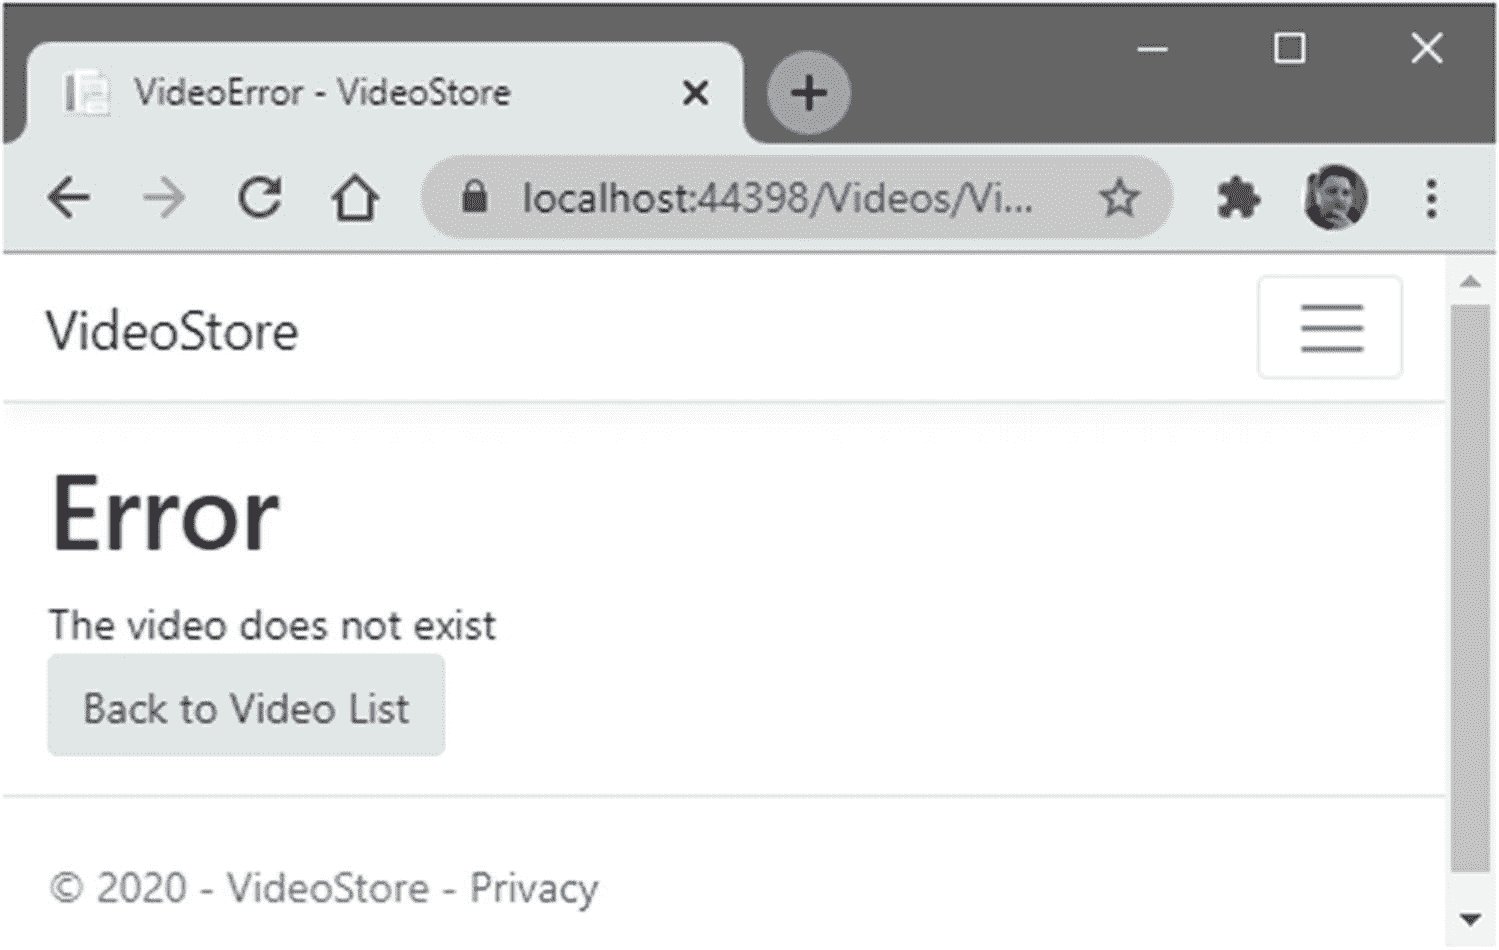 VideoError - VideoStore
localhost:44398/Videos/Vi...
VideoStore
Error
The video does not exist
Back to Video List
© 2020 - VideoStore - Privacy